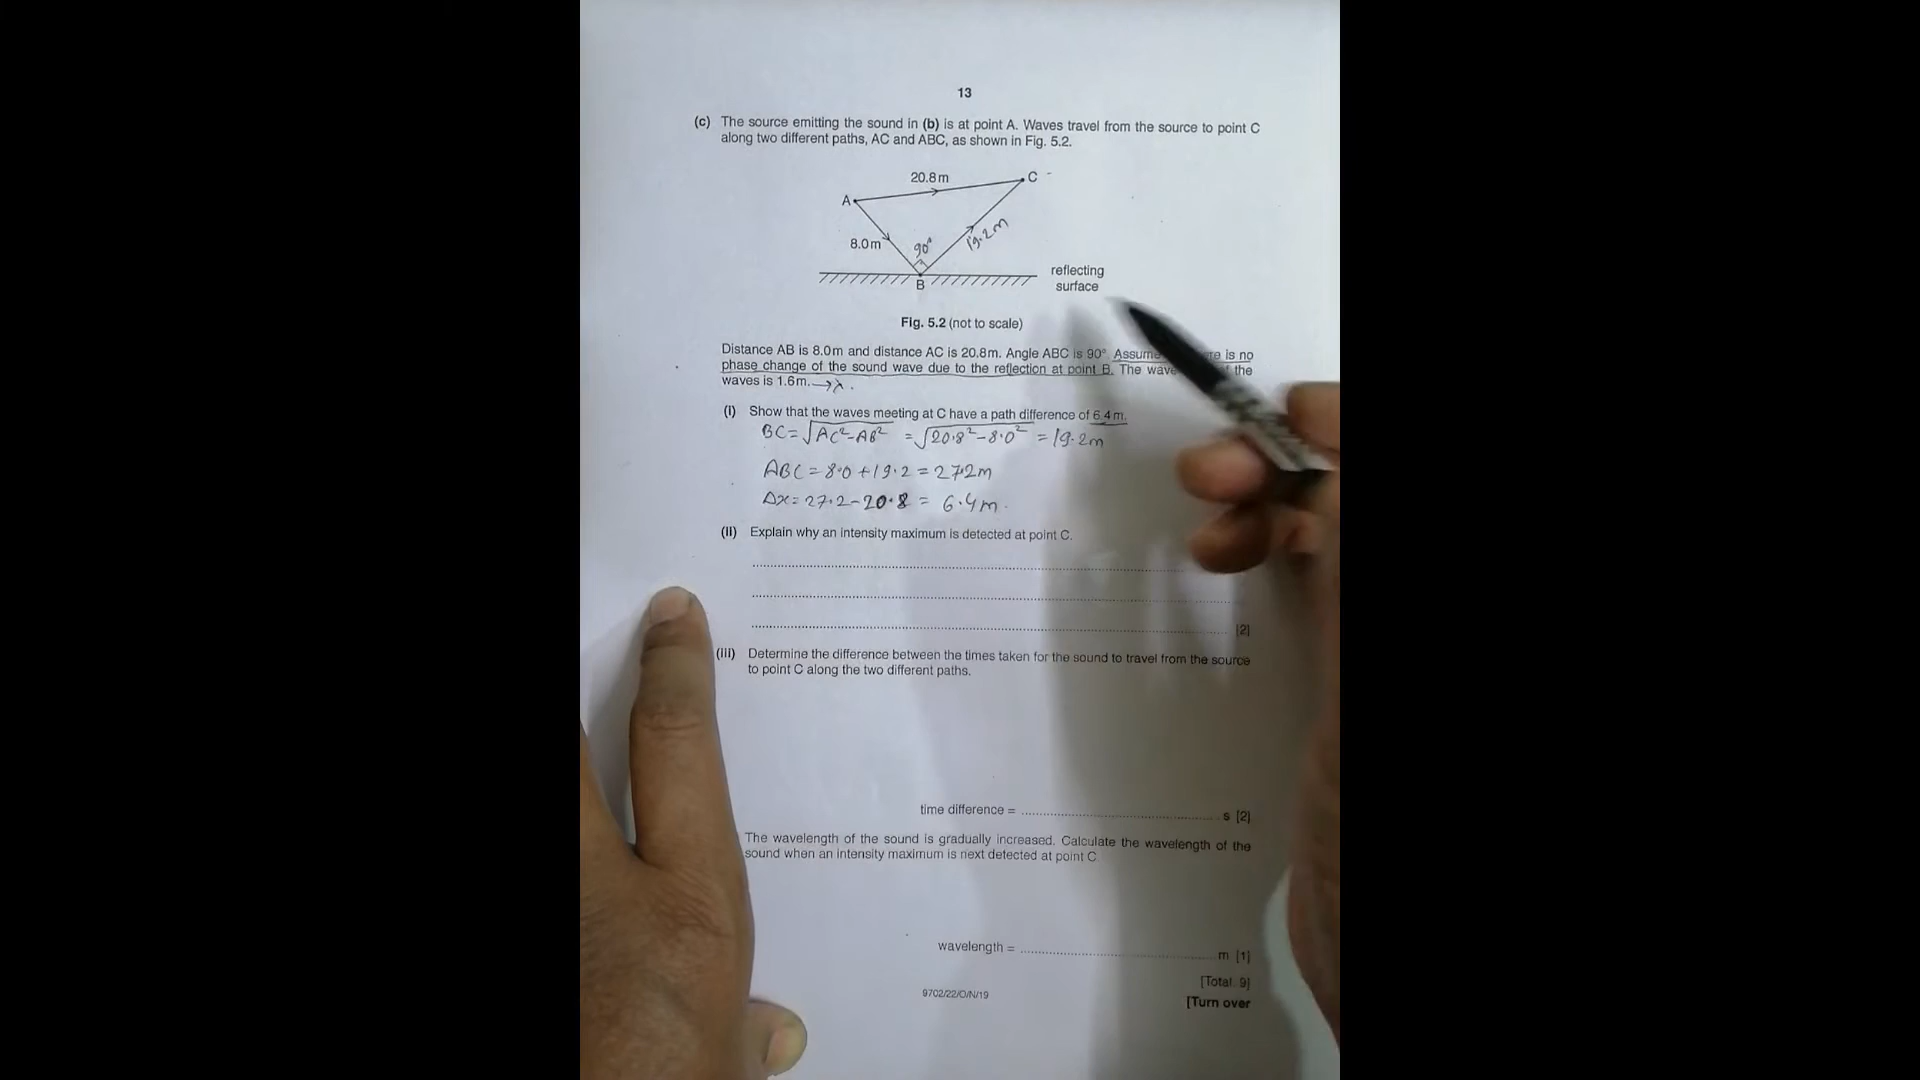 13
(c) The source emitting the sound in (b) is at point A. Waves travel from the source to point C
along two different paths, AC and ABC, as shown in Fig. 5.2.
20.8 m
C
A
8.0 m
90°
19.2m
B
reflecting
surface
Fig. 5.2 (not to scale)
Distance AB is 8.0 m and distance AC is 20.8 m. Angle ABC is 90°. Assume is no
phase change of the sound wave due to the reflection at point B. The the
waves is 1.6 m. → λ.
(i) Show that the waves meeting at C have a path difference of 6.4 m.
BC = √AC² - AB² = √20.8² - 8.0² = 19.2m
ABC = 8.0 + 19.2 = 27.2m
Δx = 27.2 - 20.8 = 6.4m.
(ii) Explain why an intensity maximum is detected at point C.
[2]
(iii) Determine the difference between the times taken for the sound to travel from the source
to point C along the two different paths.
time difference = s [2]
The wavelength of the sound is gradually increased. Calculate the wavelength of the
sound when an intensity maximum is next detected at point C.
wavelength = m [1]
[Total: 9]
9702/22/O/N/19
[Turn over